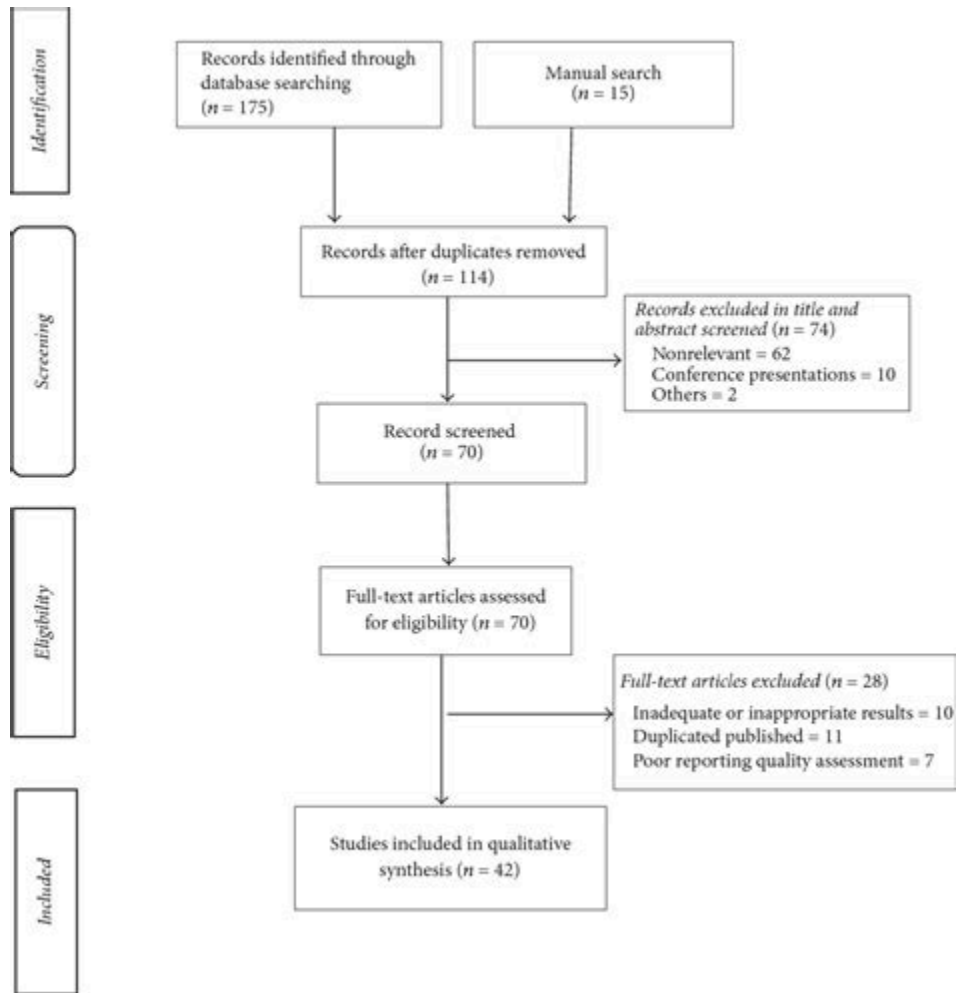 Identification
Records identified through
database searching
(n = 175)
Manual search
(n = 15)
Screening
Records after duplicates removed
(n = 114)
Records excluded in title and
abstract screened (n = 74)
Nonrelevant = 62
Conference presentations = 10
Others = 2
Record screened
(n = 70)
Eligibility
Full-text articles assessed
for eligibility (n = 70)
Full-text articles excluded (n = 28)
Inadequate or inappropriate results = 10
Duplicated published = 11
Poor reporting quality assessment = 7
Included
Studies included in qualitative
synthesis (n = 42)